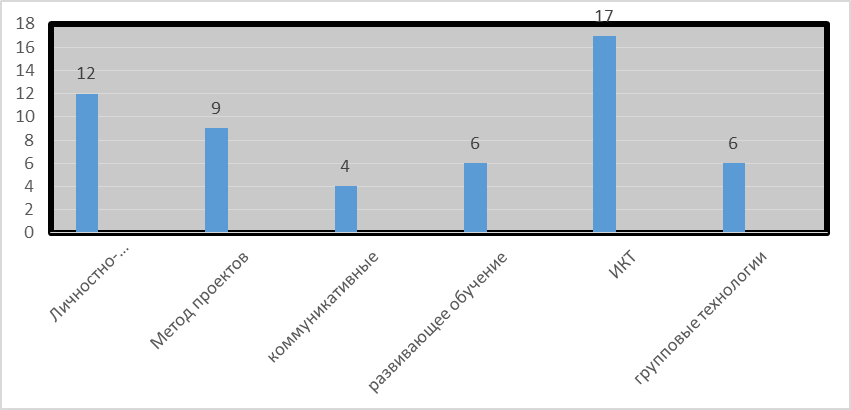 18
16
14
12
10
8
6
4
2
0
12
9
4
6
17
6
Личностно-...
Метод проектов
коммуникативные
развивающее обучение
ИКТ
групповые технологии